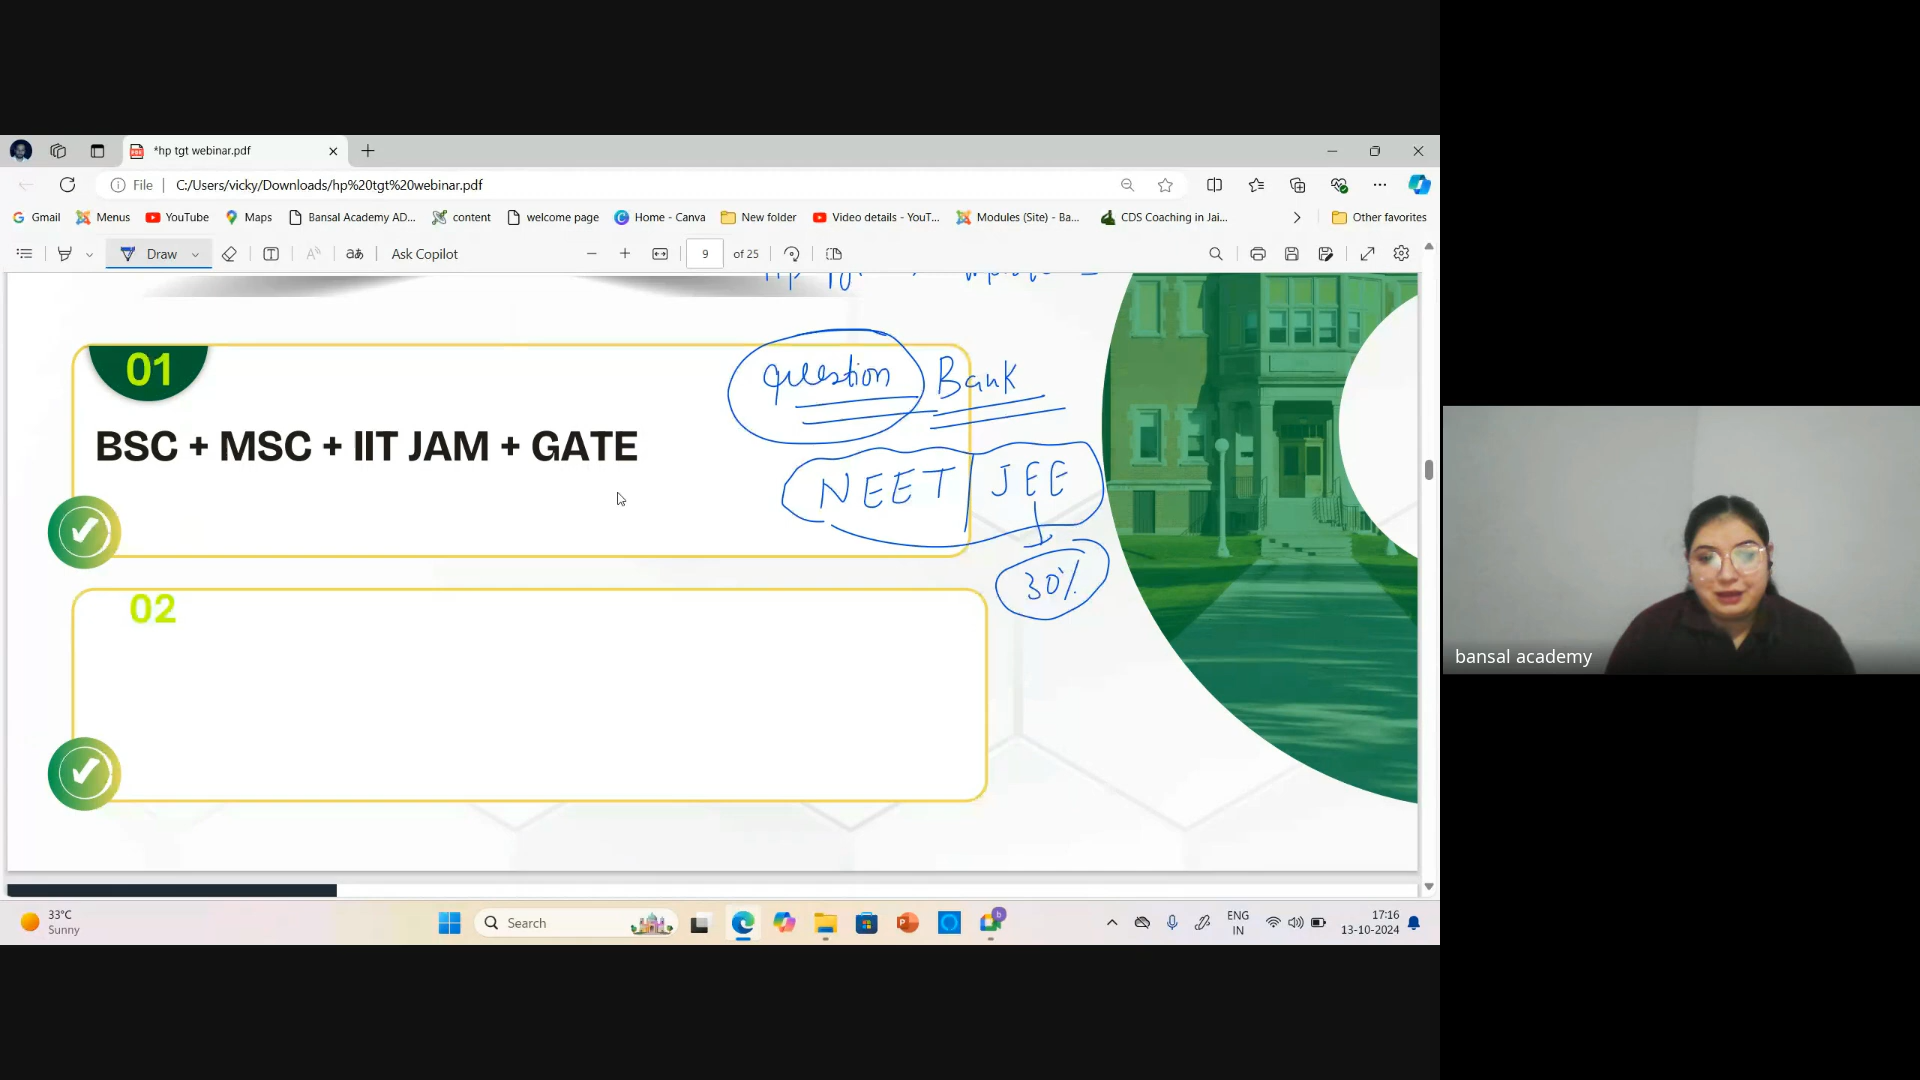 *hp tgt webinar.pdf
File | C:/Users/vicky/Downloads/hp%20tgt%20webinar.pdf
Gmail Menus YouTube Maps Bansal Academy AD... content welcome page Home - Canva New folder Video details - YouT... Modules (Site) - Ba... CDS Coaching in Jai... Other favorites
Draw aあ Ask Copilot 9 of 25
01
Question Bank
BSC + MSC + IIT JAM + GATE
NEET | JEE
30%
02
bansal academy
33°C
Sunny
Search
ENG
IN
17:16
13-10-2024